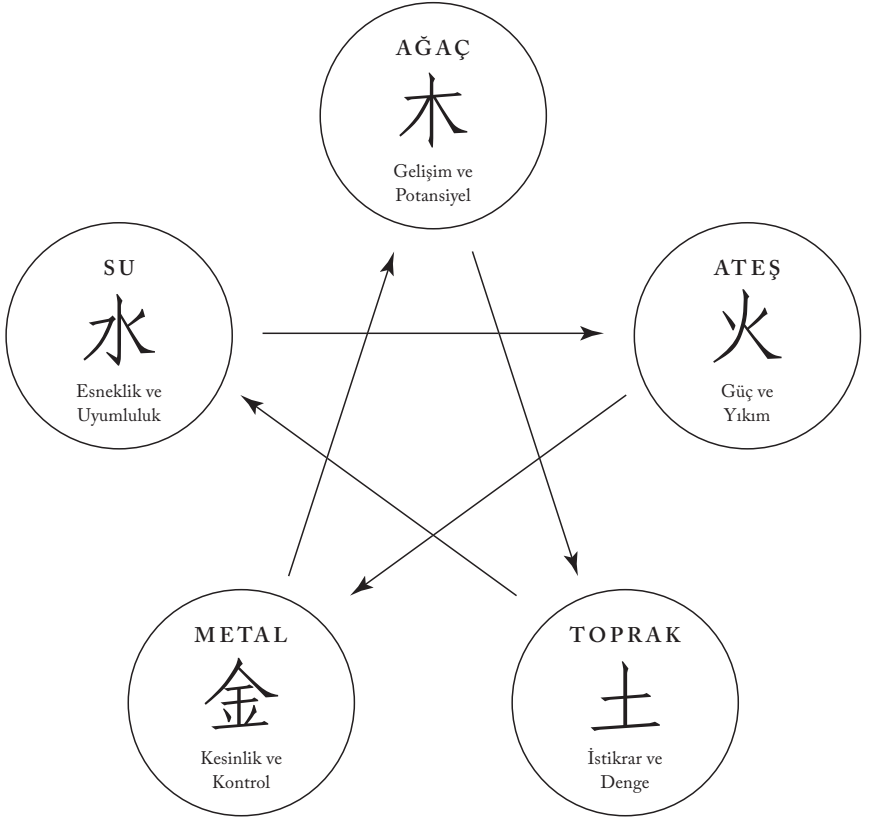 AĞAÇ
木
Gelişim ve
Potansiyel
SU
水
Esneklik ve
Uyumluluk
ATEŞ
火
Güç ve
Yıkım
METAL
金
Kesinlik ve
Kontrol
TOPRAK
土
İstikrar ve
Denge